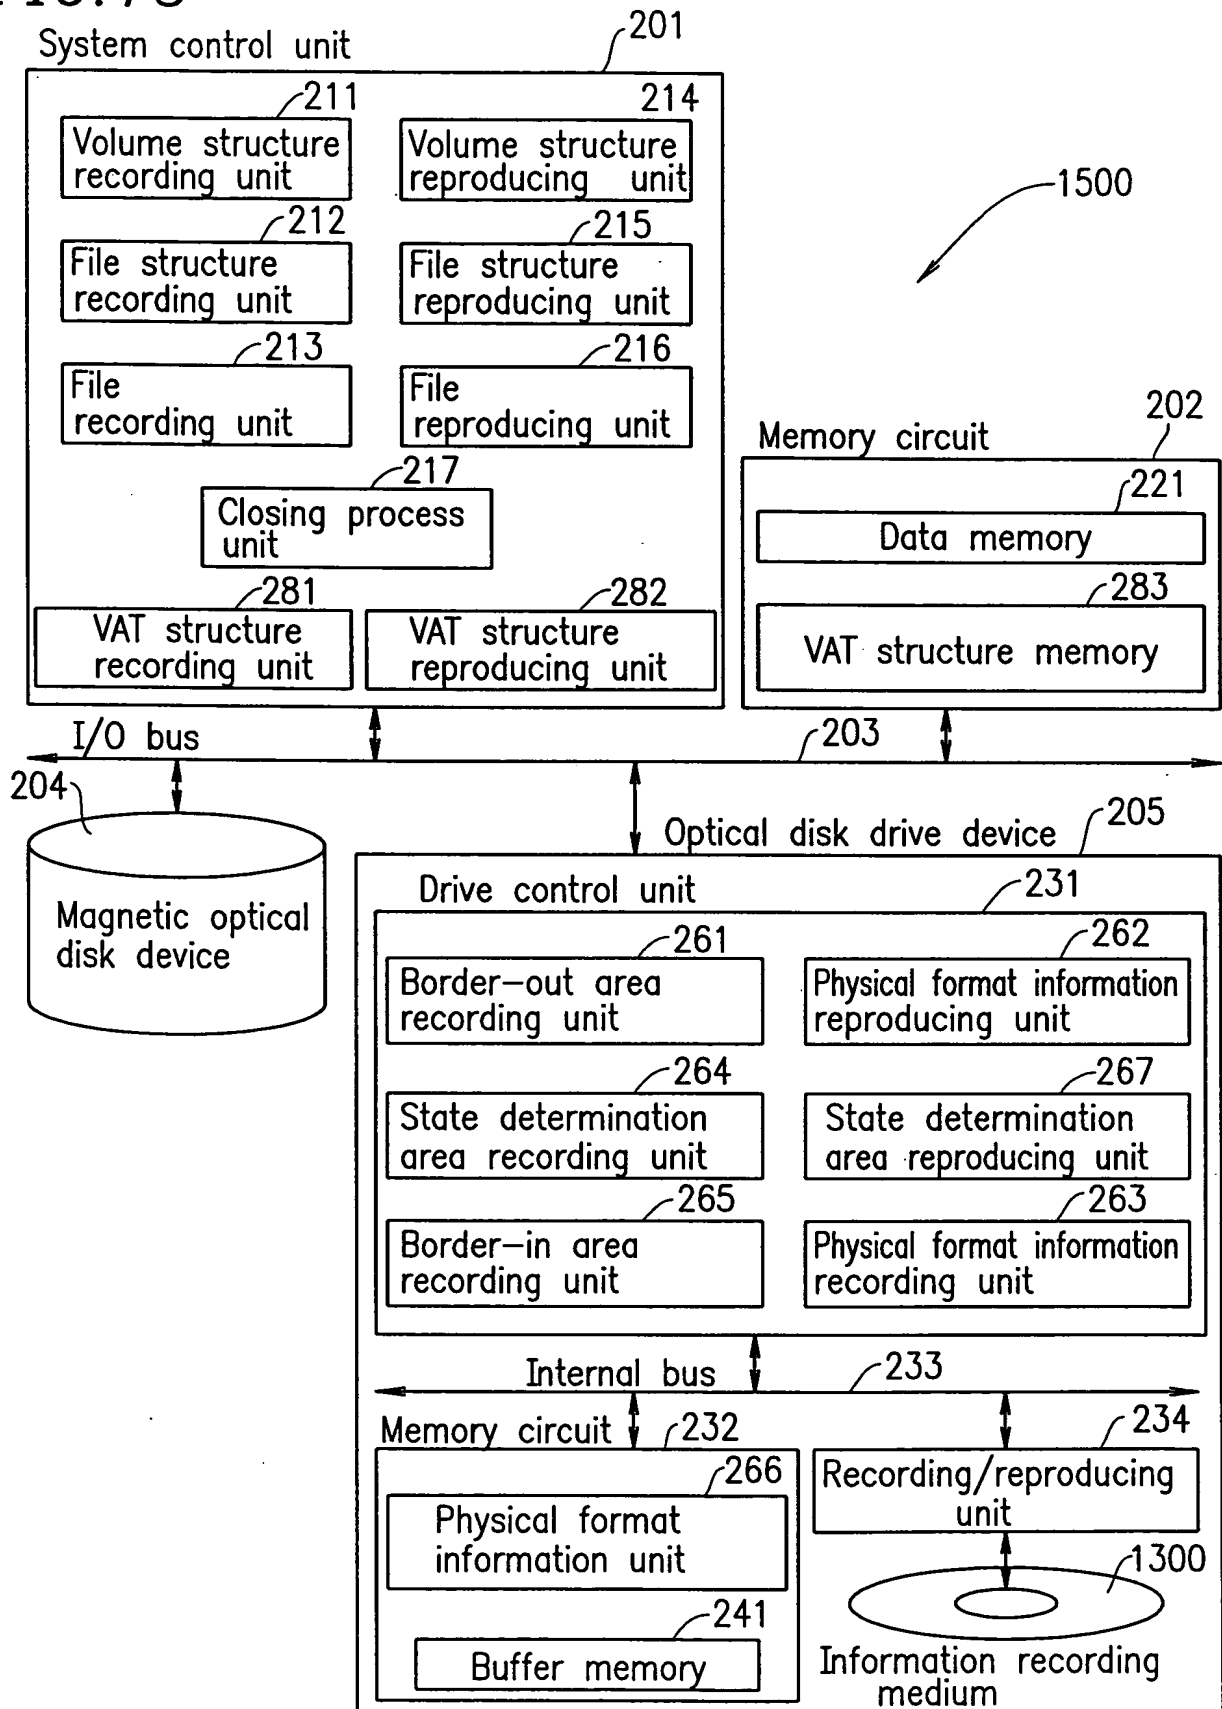 System control unit
201
211
214
Volume structure
recording unit
Volume structure
reproducing unit
1500
212
215
File structure
recording unit
File structure
reproducing unit
213
216
File
recording unit
File
reproducing unit
202
Memory circuit
217
221
Closing process
unit
Data memory
281
282
283
VAT structure
recording unit
VAT structure
reproducing unit
VAT structure memory
I/O bus
203
204
205
Optical disk drive device
Magnetic optical
disk device
Drive control unit
231
261
262
Border-out area
recording unit
Physical format information
reproducing unit
264
267
State determination
area recording unit
State determination
area reproducing unit
265
263
Border-in area
recording unit
Physical format information
recording unit
Internal bus
233
Memory circuit
232
234
266
Recording/reproducing
unit
Physical format
information unit
1300
241
Buffer memory
Information recording
medium